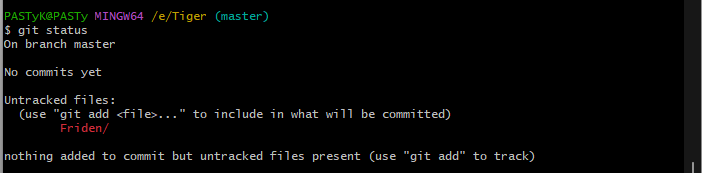 PASTyK@PASTy MINGW64 /e/Tiger (master)
$ git status
On branch master
No commits yet
Untracked files:
(use "git add <file>..." to include in what will be committed)
Friden/
nothing added to commit but untracked files present (use "git add" to track)